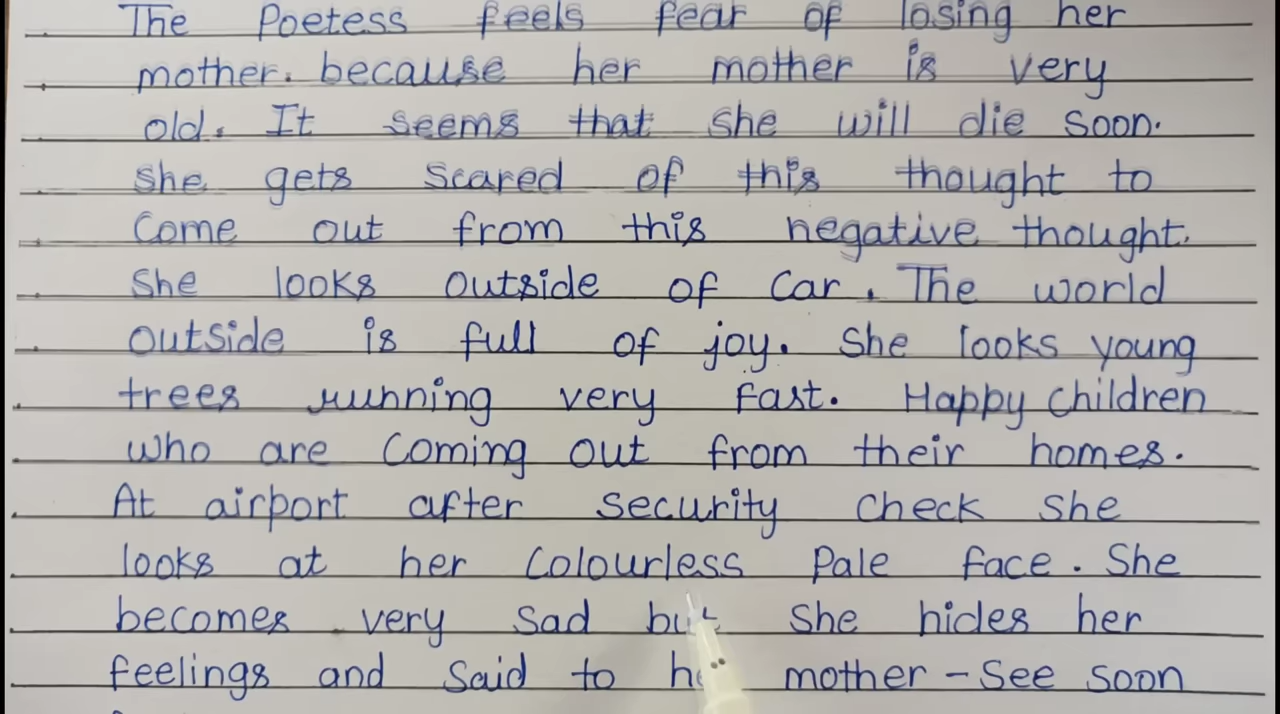 The Poetess feels fear of losing her
mother. because her mother is very
old. It seems that she will die soon.
she gets scared of this thought to
Come out from this negative thought.
She looks outside of Car. The world
outside is full of joy. She looks young
trees running very fast. Happy Children
who are Coming out from their homes.
At airport after security Check she
looks at her Colourless Pale face. She
becomes very Sad but She hides her
feelings and Said to mother - See soon